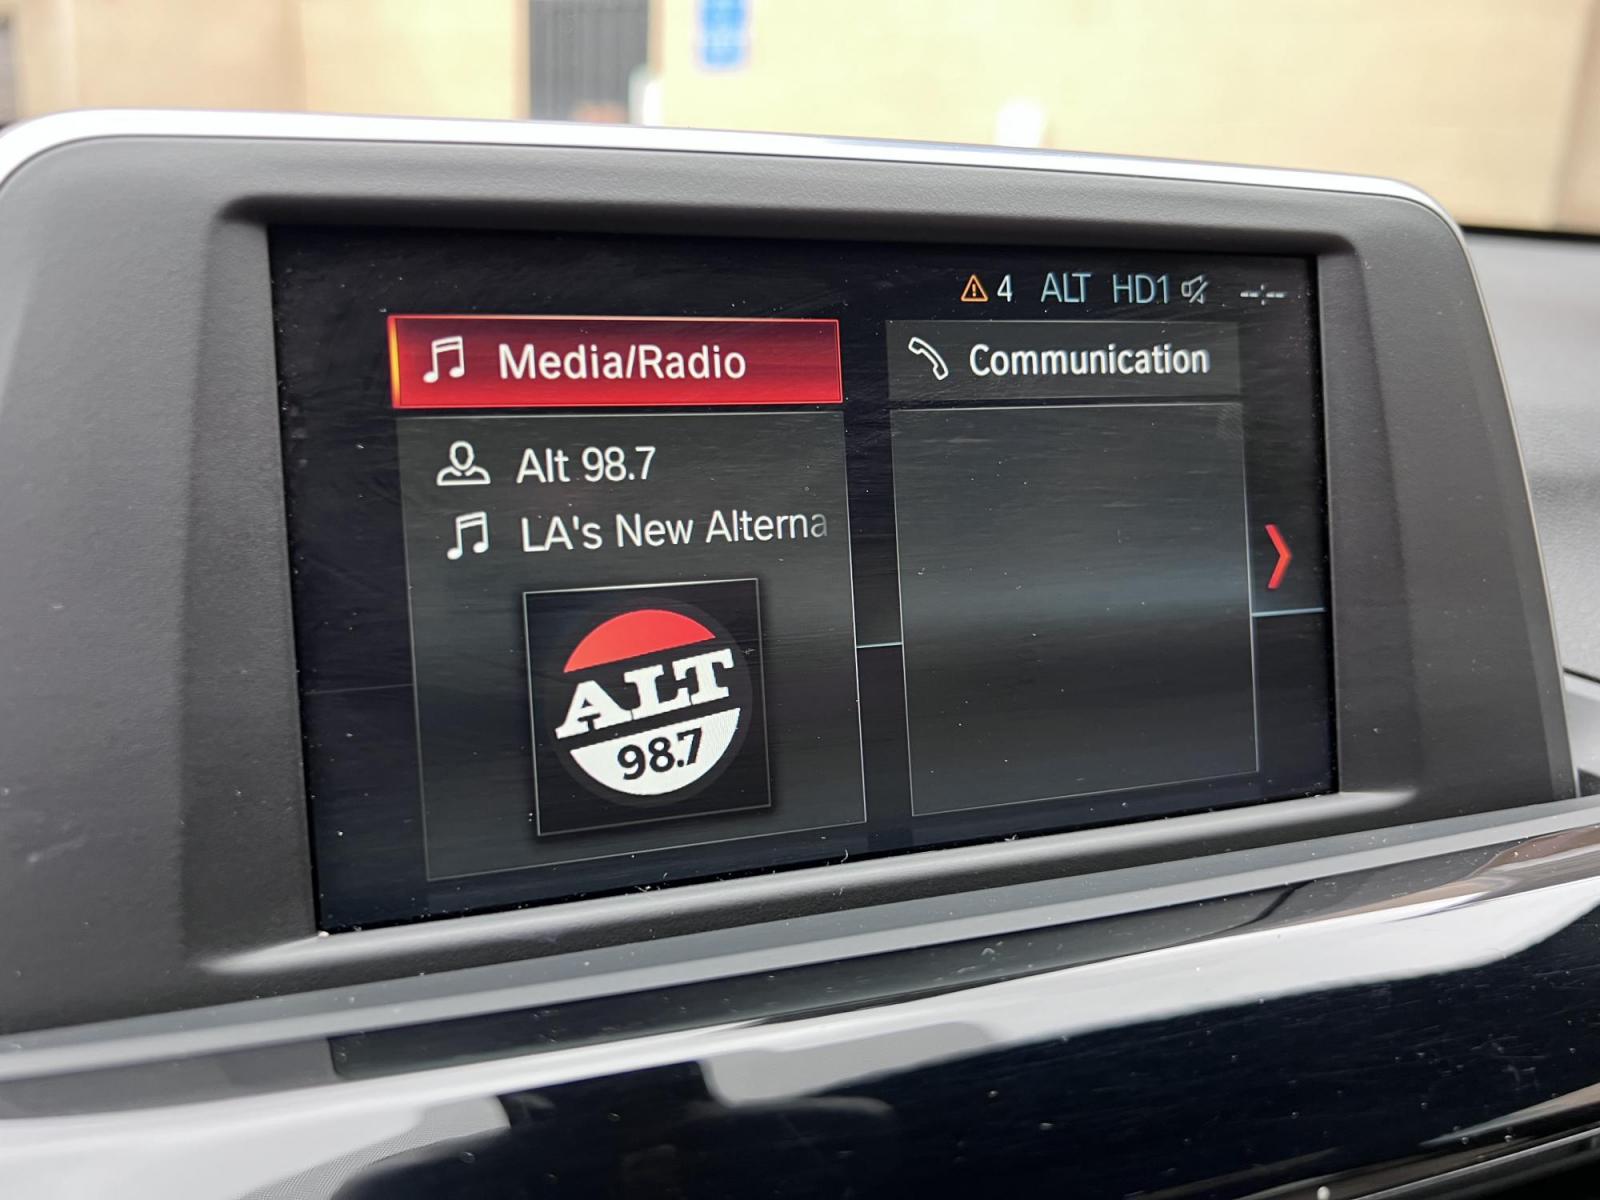 4 ALT HD1 --:--
Media/Radio
Communication
Alt 98.7
LA's New Alterna
ALT
98.7